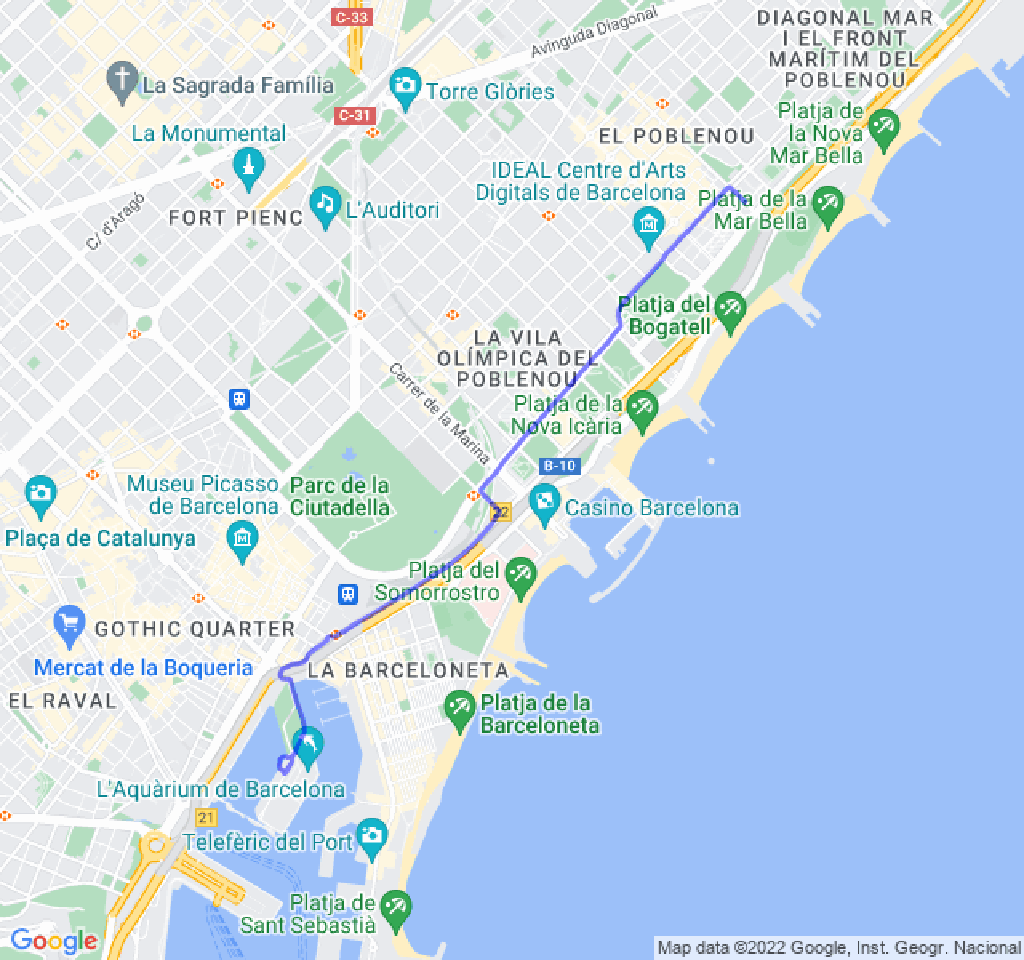 C-33
DIAGONAL MAR
I EL FRONT
MARÍTIM DEL
POBLENOU
Avinguda Diagonal
La Sagrada Família
Torre Glòries
C-31
Platja de
la Nova
Mar Bella
La Monumental
EL POBLENOU
IDEAL Centre d'Arts
Digitals de Barcelona
C/ d'Aragó
FORT PIENC
L'Auditori
Platja de la
Mar Bella
Platja del
Bogatell
LA VILA
OLÍMPICA DEL
POBLENOU
Carrer de la Marina
Platja de la
Nova Icària
B-10
Museu Picasso
de Barcelona
Parc de la
Ciutadella
22
Casino Barcelona
Plaça de Catalunya
Platja del
Somorrostro
GOTHIC QUARTER
Mercat de la Boqueria
LA BARCELONETA
EL RAVAL
Platja de la
Barceloneta
L'Aquàrium de Barcelona
21
Telefèric del Port
Platja de
Sant Sebastià
Google
Map data ©2022 Google, Inst. Geogr. Nacional